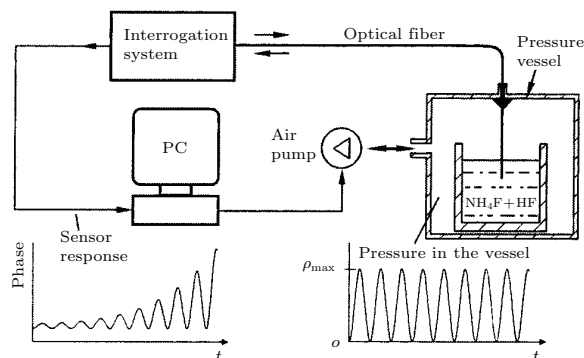 Interrogation
system
Optical fiber
Pressure
vessel
PC
Air
pump
NH₄F+HF
Sensor
response
Pressure in the vessel
Phase
t
ρmax
o
t